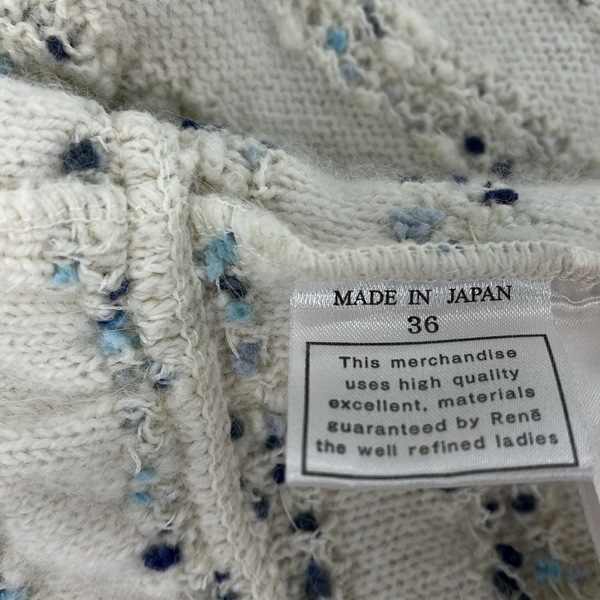 MADE IN JAPAN
36
This merchandise
uses high quality
excellent, materials
guaranteed by Renē
the well refined ladies